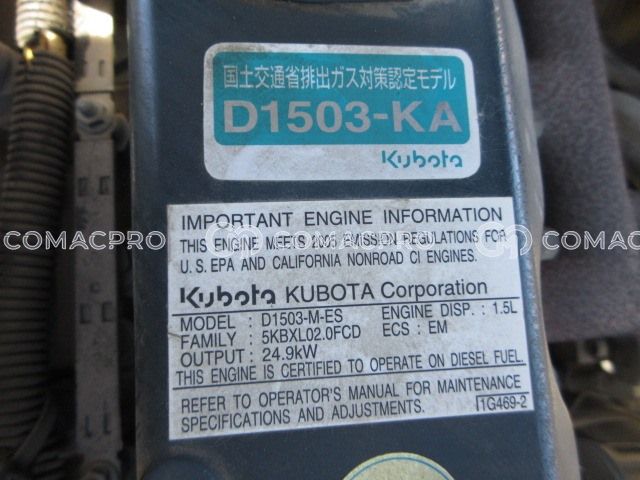 国土交通省排出ガス対策認定モデル
D1503-KA
Kubota
IMPORTANT ENGINE INFORMATION
THIS ENGINE MEETS 2005 EMISSION REGULATIONS FOR
U.S. EPA AND CALIFORNIA NONROAD CI ENGINES.
Kubota KUBOTA Corporation
MODEL : D1503-M-ES ENGINE DISP. : 1.5L
FAMILY : 5KBXL02.0FCD ECS : EM
OUTPUT : 24.9kW
THIS ENGINE IS CERTIFIED TO OPERATE ON DIESEL FUEL.
REFER TO OPERATOR'S MANUAL FOR MAINTENANCE
SPECIFICATIONS AND ADJUSTMENTS. 1G469-2
COMACPRO COMACPRO